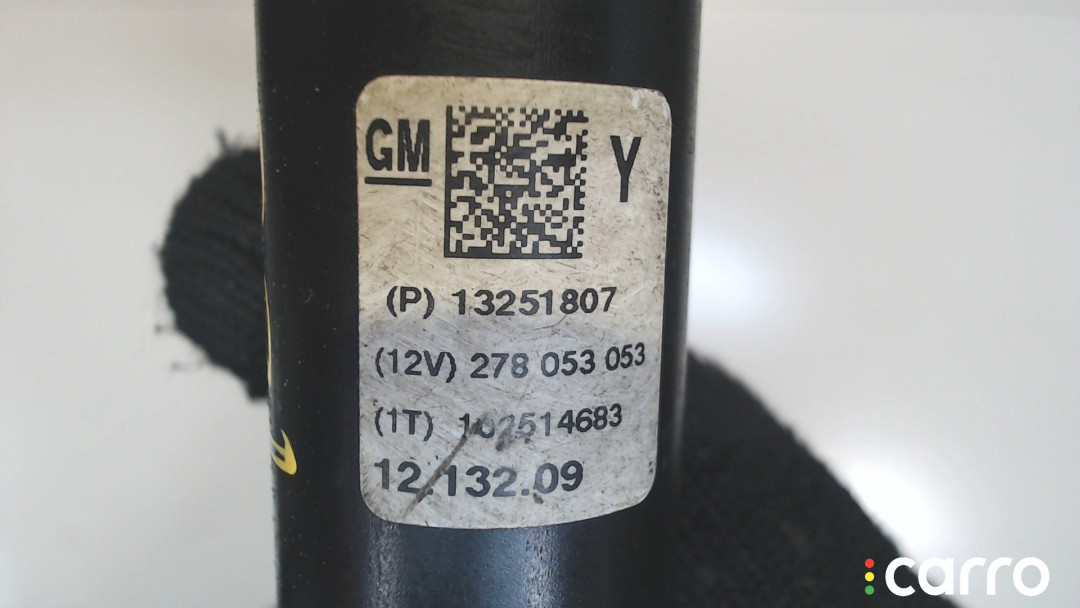 GM Y
(P) 13251807
(12V) 278 053 053
(1T) 102514683
12.132.09
carro